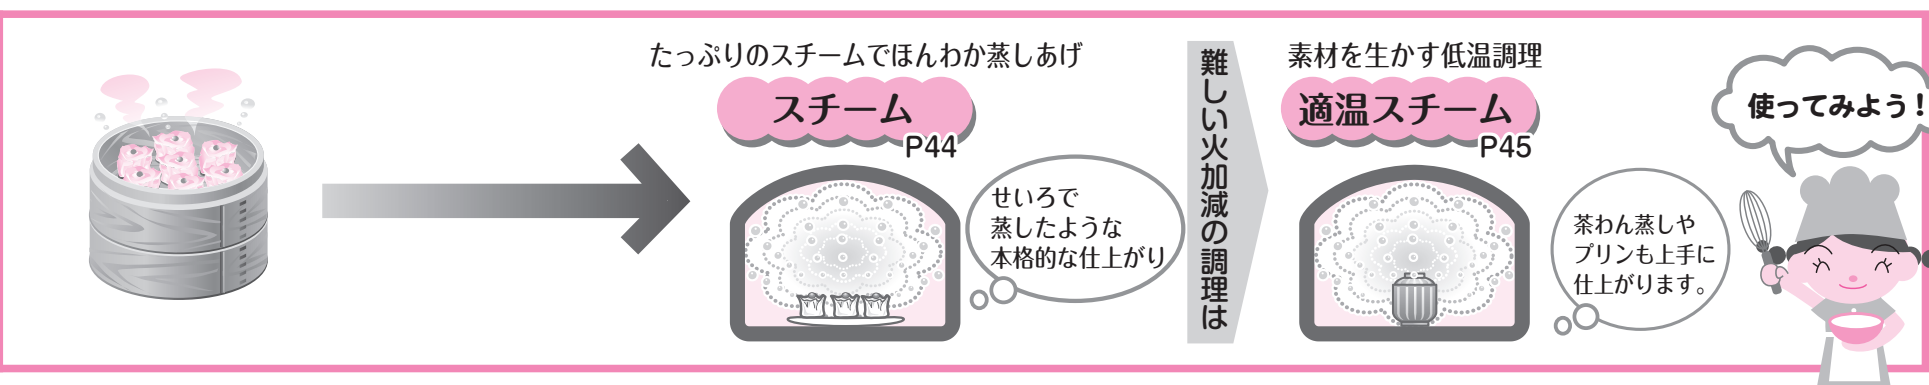 たっぷりのスチームでほんわか蒸しあげ
スチーム
P44
せいろで
蒸したような
本格的な仕上がり
難しい火加減の調理は
素材を生かす低温調理
適温スチーム
P45
茶わん蒸しや
プリンも上手に
仕上がります。
使ってみよう!